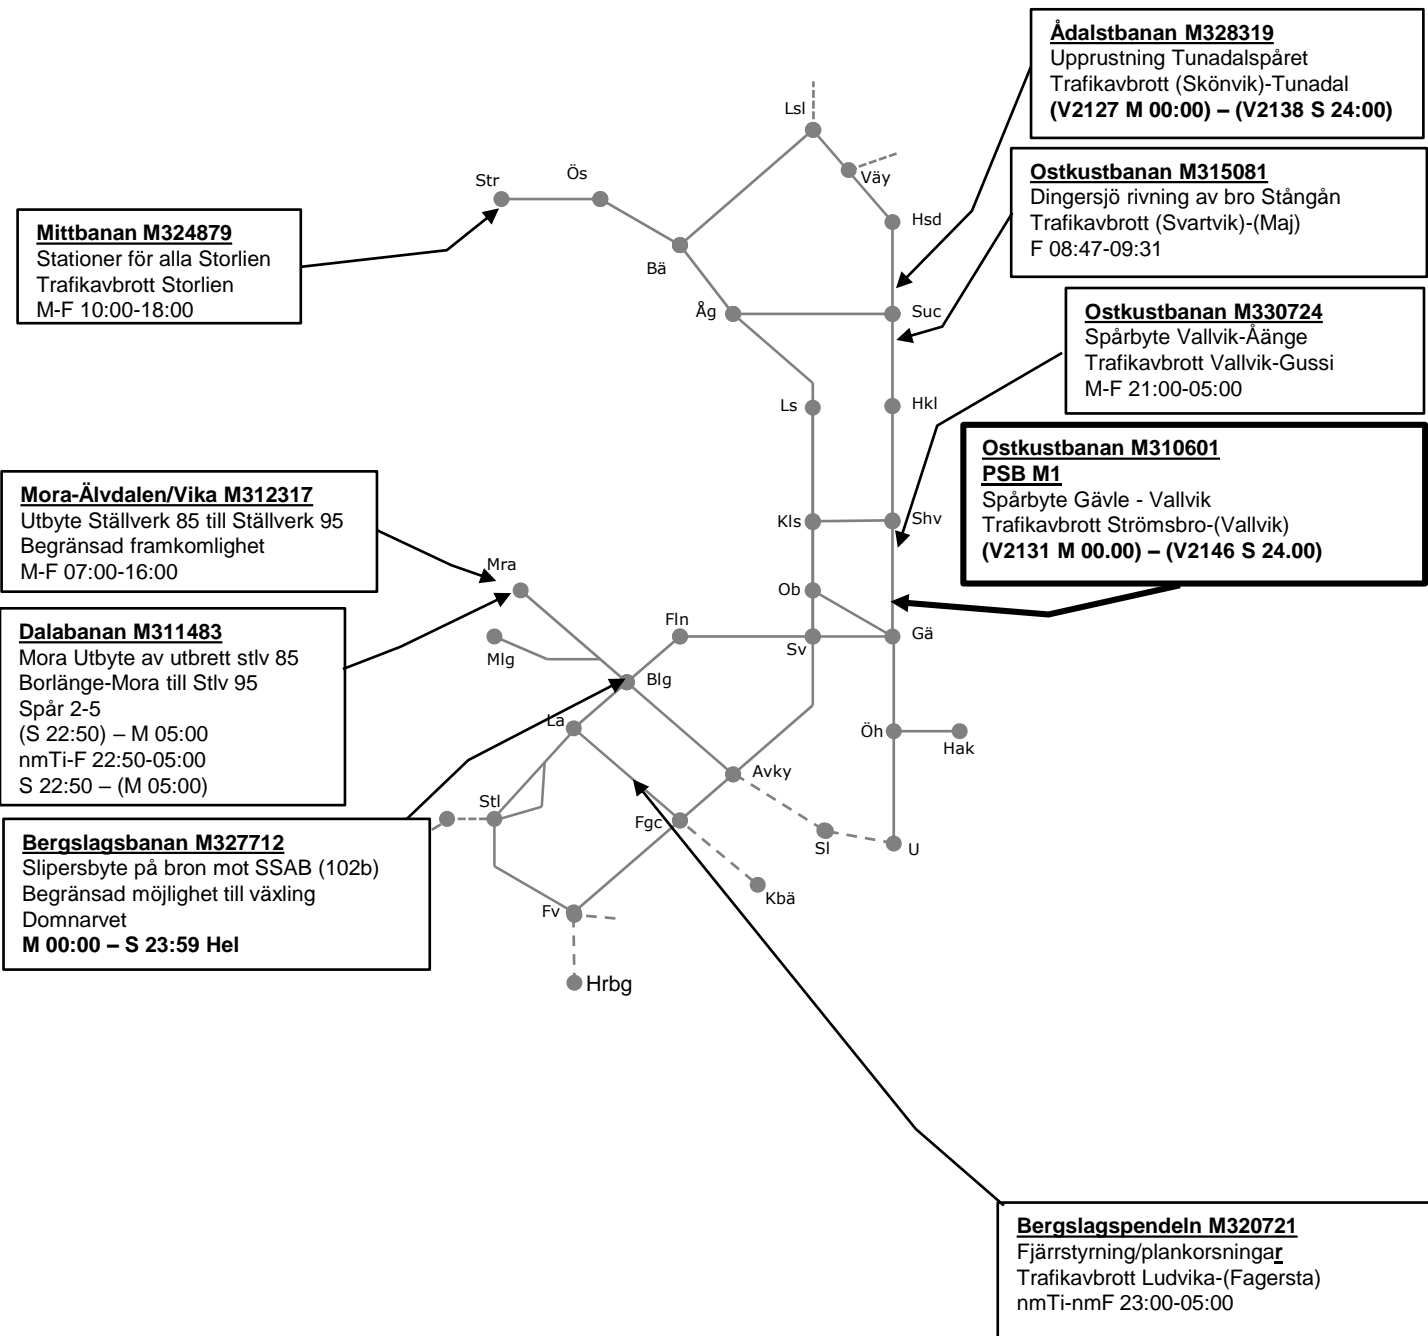 Ådalstbanan M328319
Upprustning Tunadalspåret
Trafikavbrott (Skönvik)-Tunadal
(V2127 M 00:00) – (V2138 S 24:00)
Ostkustbanan M315081
Dingersjö rivning av bro Stångån
Trafikavbrott (Svartvik)-(Maj)
F 08:47-09:31
Mittbanan M324879
Stationer för alla Storlien
Trafikavbrott Storlien
M-F 10:00-18:00
Ostkustbanan M330724
Spårbyte Vallvik-Åänge
Trafikavbrott Vallvik-Gussi
M-F 21:00-05:00
Ostkustbanan M310601
PSB M1
Spårbyte Gävle - Vallvik
Trafikavbrott Strömsbro-(Vallvik)
(V2131 M 00.00) – (V2146 S 24.00)
Mora-Älvdalen/Vika M312317
Utbyte Ställverk 85 till Ställverk 95
Begränsad framkomlighet
M-F 07:00-16:00
Dalabanan M311483
Mora Utbyte av utbrett stlv 85
Borlänge-Mora till Stlv 95
Spår 2-5
(S 22:50) – M 05:00
nmTi-F 22:50-05:00
S 22:50 – (M 05:00)
Bergslagsbanan M327712
Slipersbyte på bron mot SSAB (102b)
Begränsad möjlighet till växling
Domnarvet
M 00:00 – S 23:59 Hel
Bergslagspendeln M320721
Fjärrstyrning/plankorsningar
Trafikavbrott Ludvika-(Fagersta)
nmTi-nmF 23:00-05:00
Lsl
Väy
Str
Ös
Hsd
Bä
Åg
Suc
Ls
Hkl
Kls
Shv
Mra
Ob
Fln
Gä
Sv
Mlg
Blg
La
Öh
Hak
Avky
Stl
Fgc
Sl
U
Kbä
Fv
Hrbg